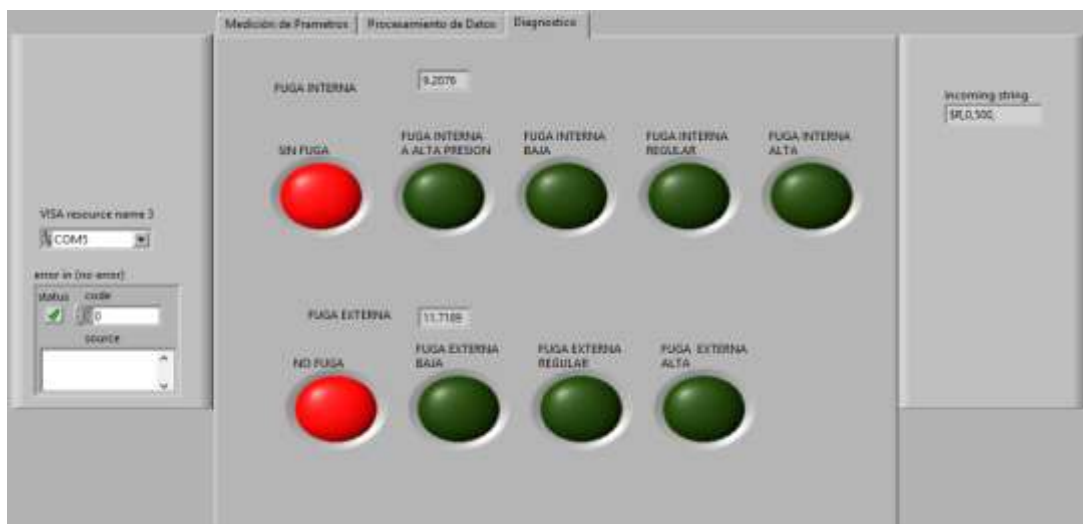 Medición de Prametros
Procesamiento de Datos
Diagnostico
FUGA INTERNA
9.2076
SIN FUGA
FUGA INTERNA
A ALTA PRESION
FUGA INTERNA
BAJA
FUGA INTERNA
REGULAR
FUGA INTERNA
ALTA
FUGA EXTERNA
11.7189
NO FUGA
FUGA EXTERNA
BAJA
FUGA EXTERNA
REGULAR
FUGA EXTERNA
ALTA
VISA resource name 3
COM5
error in (no error)
status
code
0
source
Incoming string
$R,0,500,